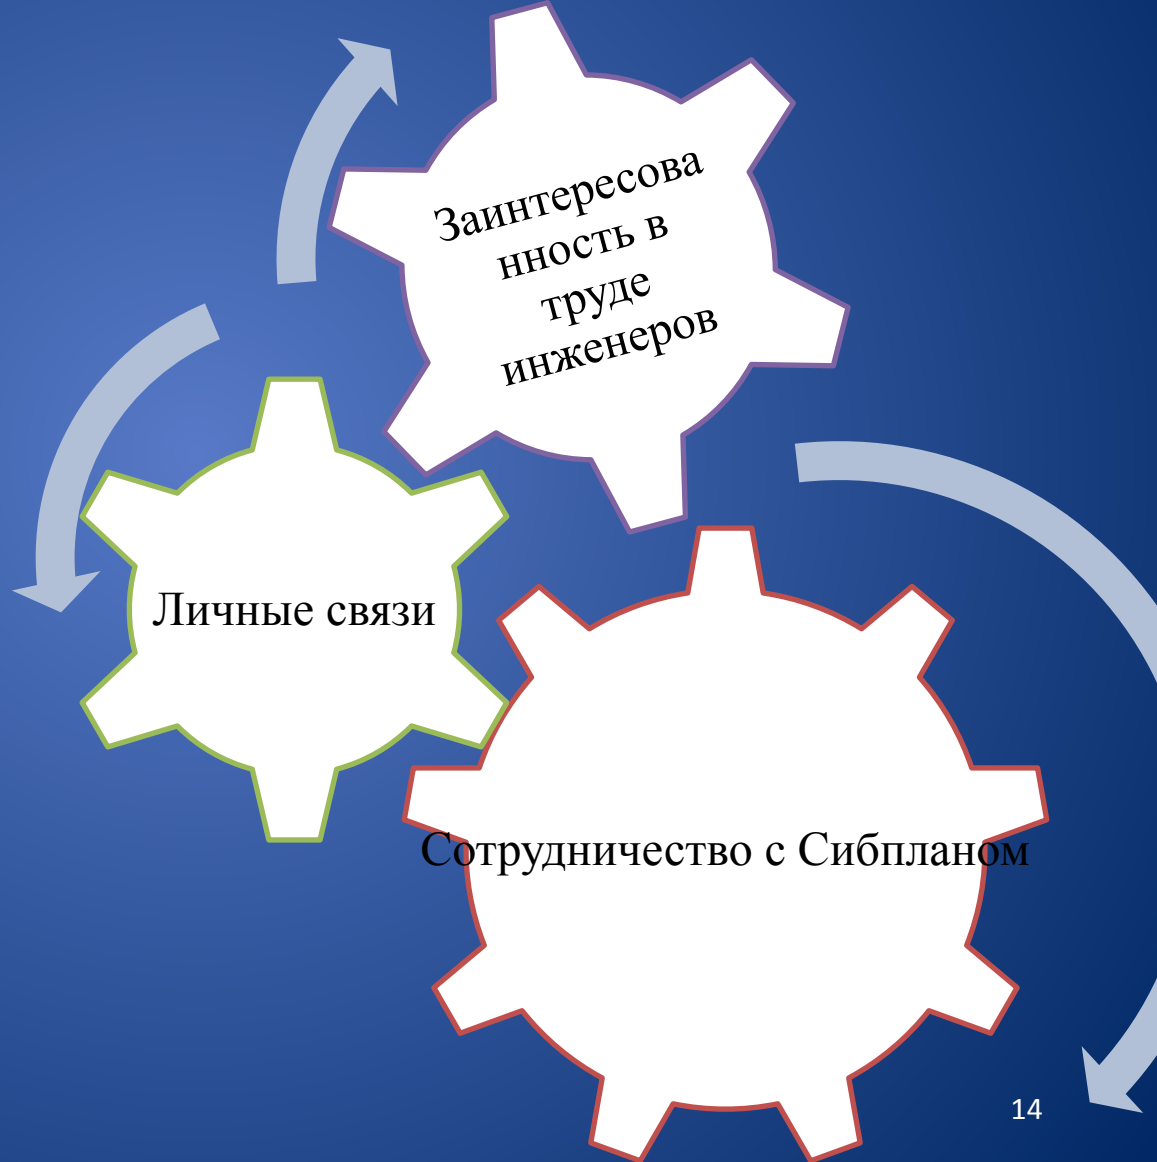 Заинтересова
нность в
труде
инженеров
Личные связи
Сотрудничество с Сибпланом
14